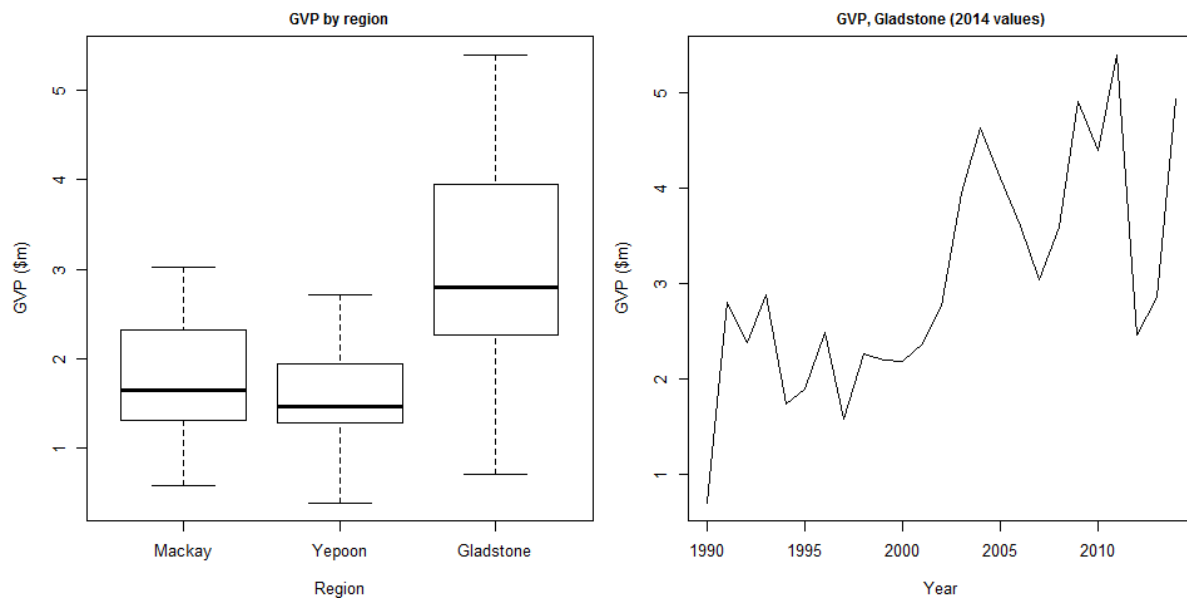 GVP by region
GVP ($m)
5
4
3
2
1
Mackay Yepoon Gladstone
Region
GVP, Gladstone (2014 values)
GVP ($m)
5
4
3
2
1
1990 1995 2000 2005 2010
Year